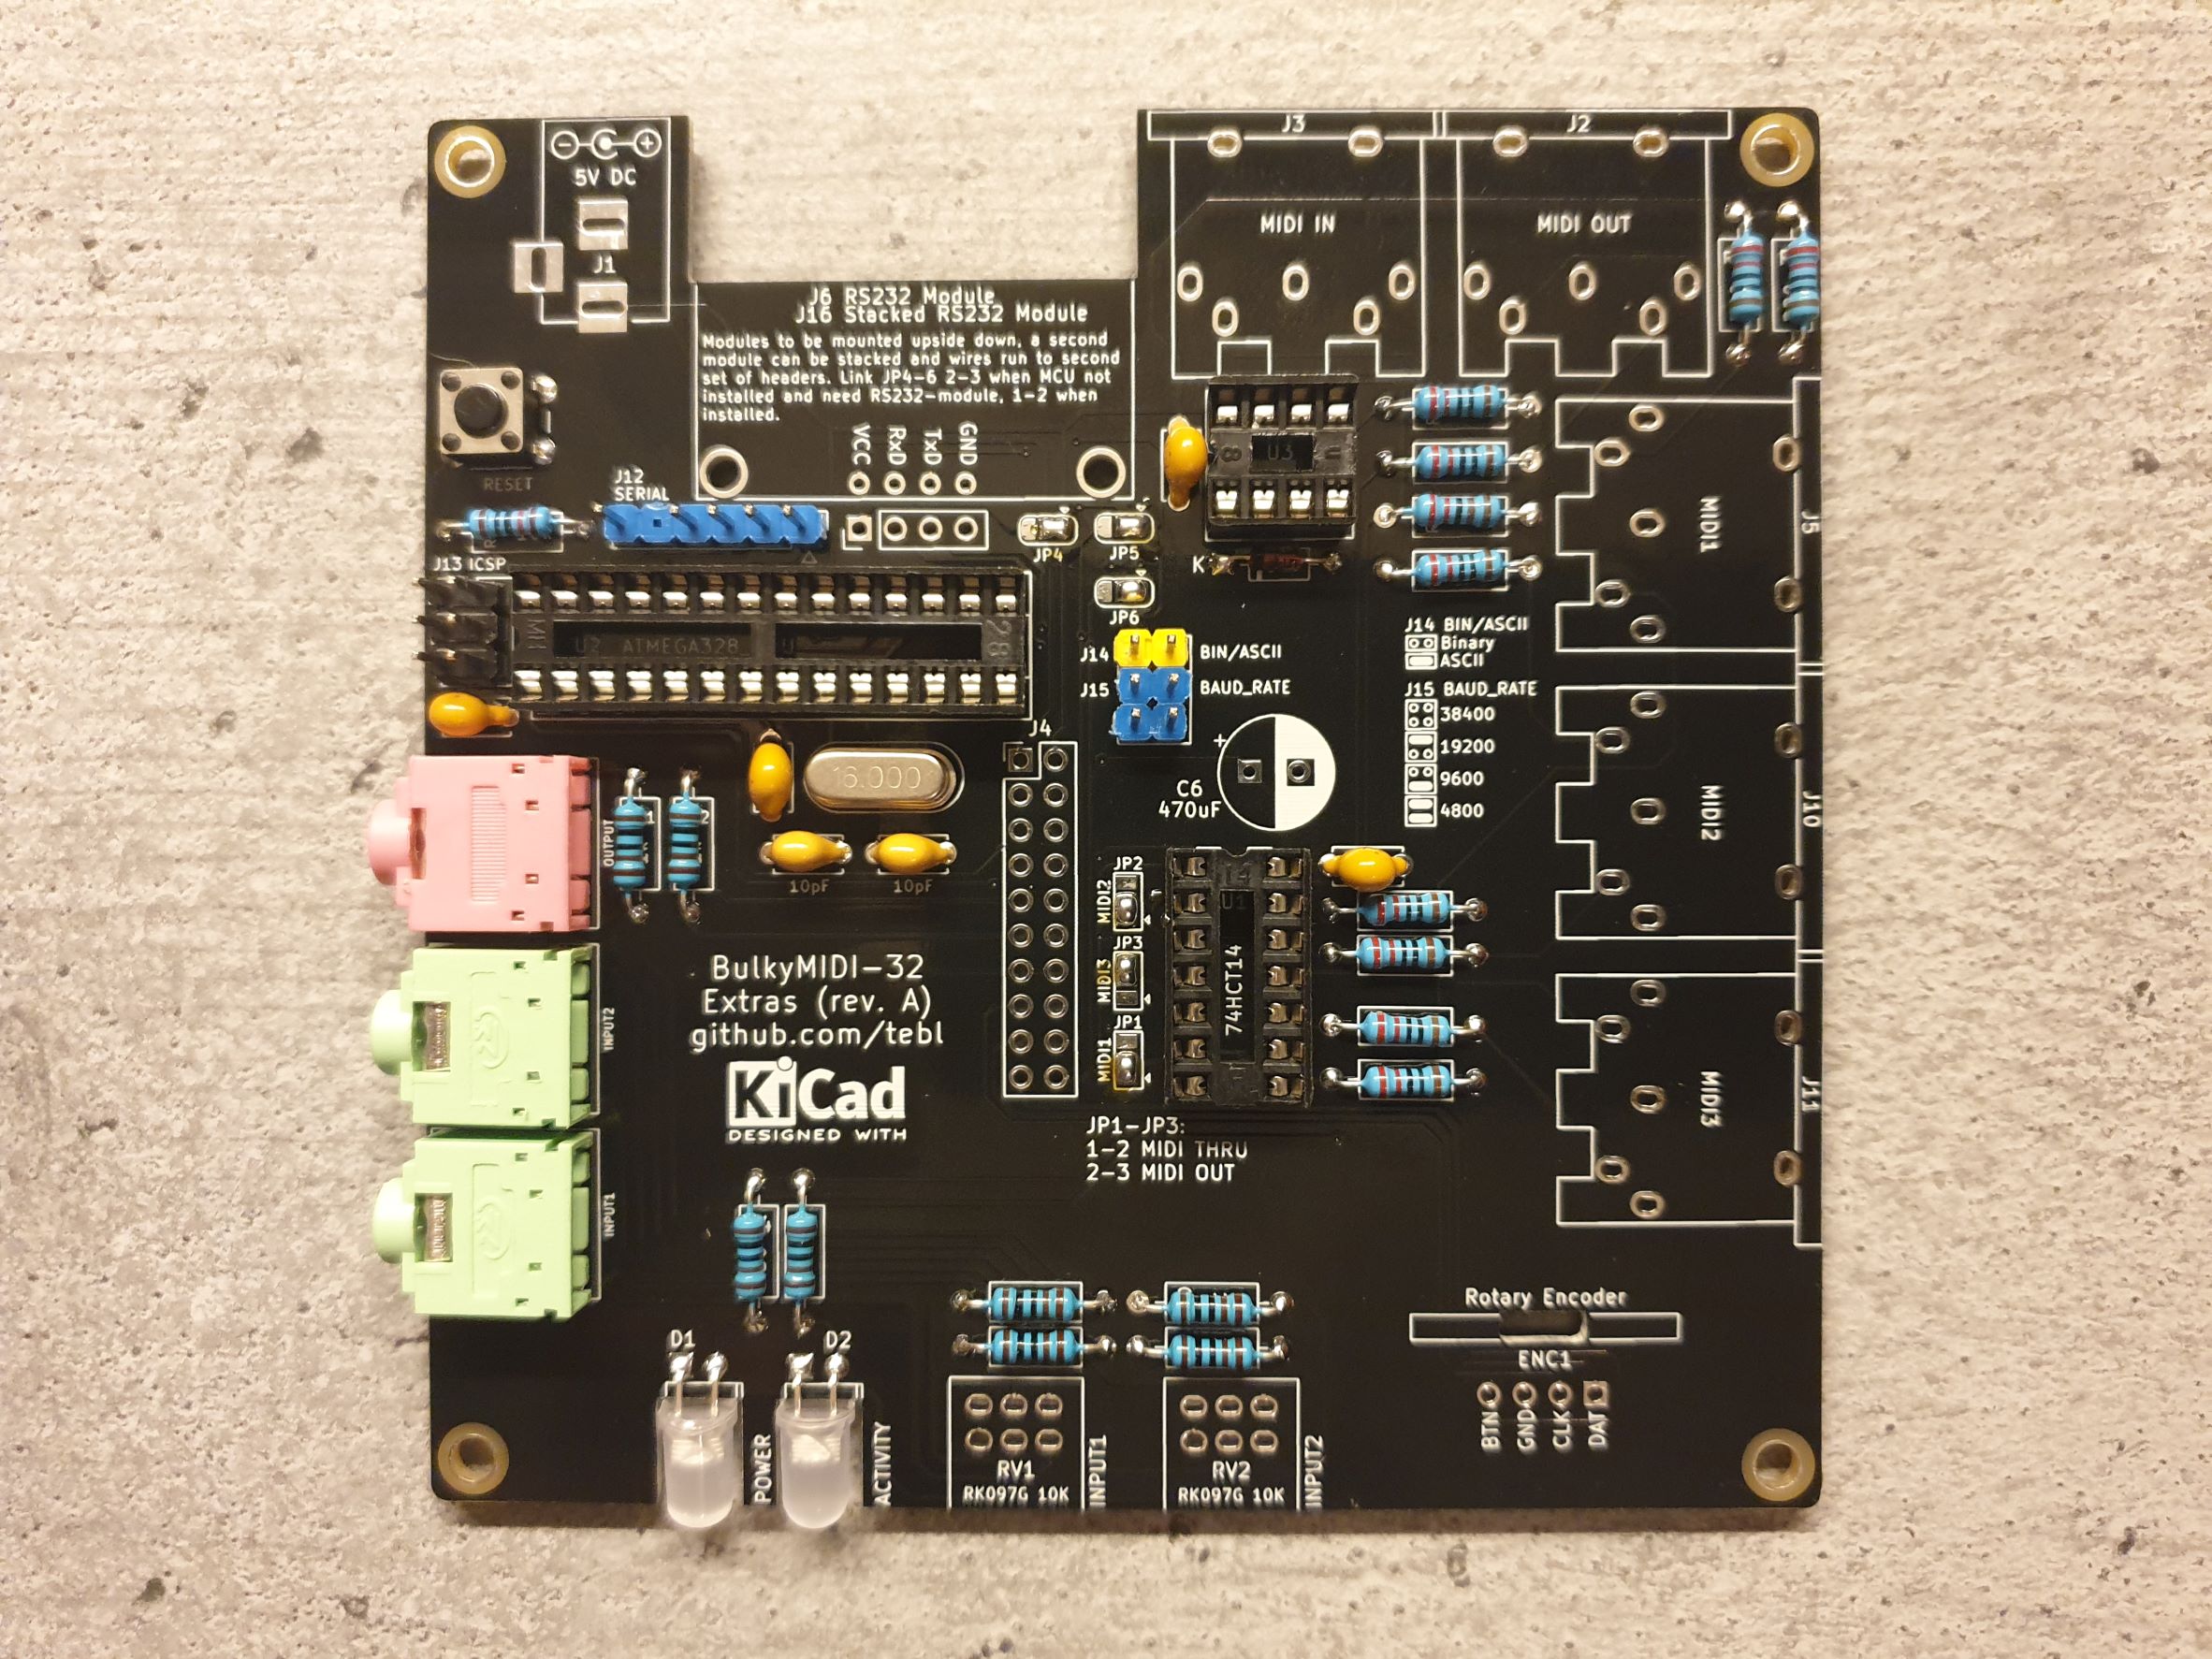 5V DC
J1
RESET
J6 RS232 Module
J16 Stacked RS232 Module
Modules to be mounted upside down, a second
module can be stacked and wires run to second
set of headers. Link JP4-6 2-3 when MCU not
installed and need RS232-module, 1-2 when
installed.
VCC
RxD
TxD
GND
J3
MIDI IN
J2
MIDI OUT
J12
SERIAL
J13 ICSP
JP4
JP5
JP6
U3
K
U2 ATMEGA328
28
J14
BIN/ASCII
J15
BAUD_RATE
J14 BIN/ASCII
Binary
ASCII
J15 BAUD_RATE
38400
19200
9600
4800
MIDI1
J5
MIDI2
J10
MIDI3
J11
J4
+
C6
470uF
16.000
10pF
10pF
OUTPUT
INPUT2
INPUT1
JP2
MIDI2
JP3
MIDI3
JP1
MIDI1
U1
74HCT14
JP1-JP3:
1-2 MIDI THRU
2-3 MIDI OUT
BulkyMIDI-32
Extras (rev. A)
github.com/tebl
KiCad
DESIGNED WITH
D1
D2
POWER
ACTIVITY
RV1
RK097G 10K
INPUT1
RV2
RK097G 10K
INPUT2
Rotary Encoder
ENC1
BTN
GND
CLK
DAT